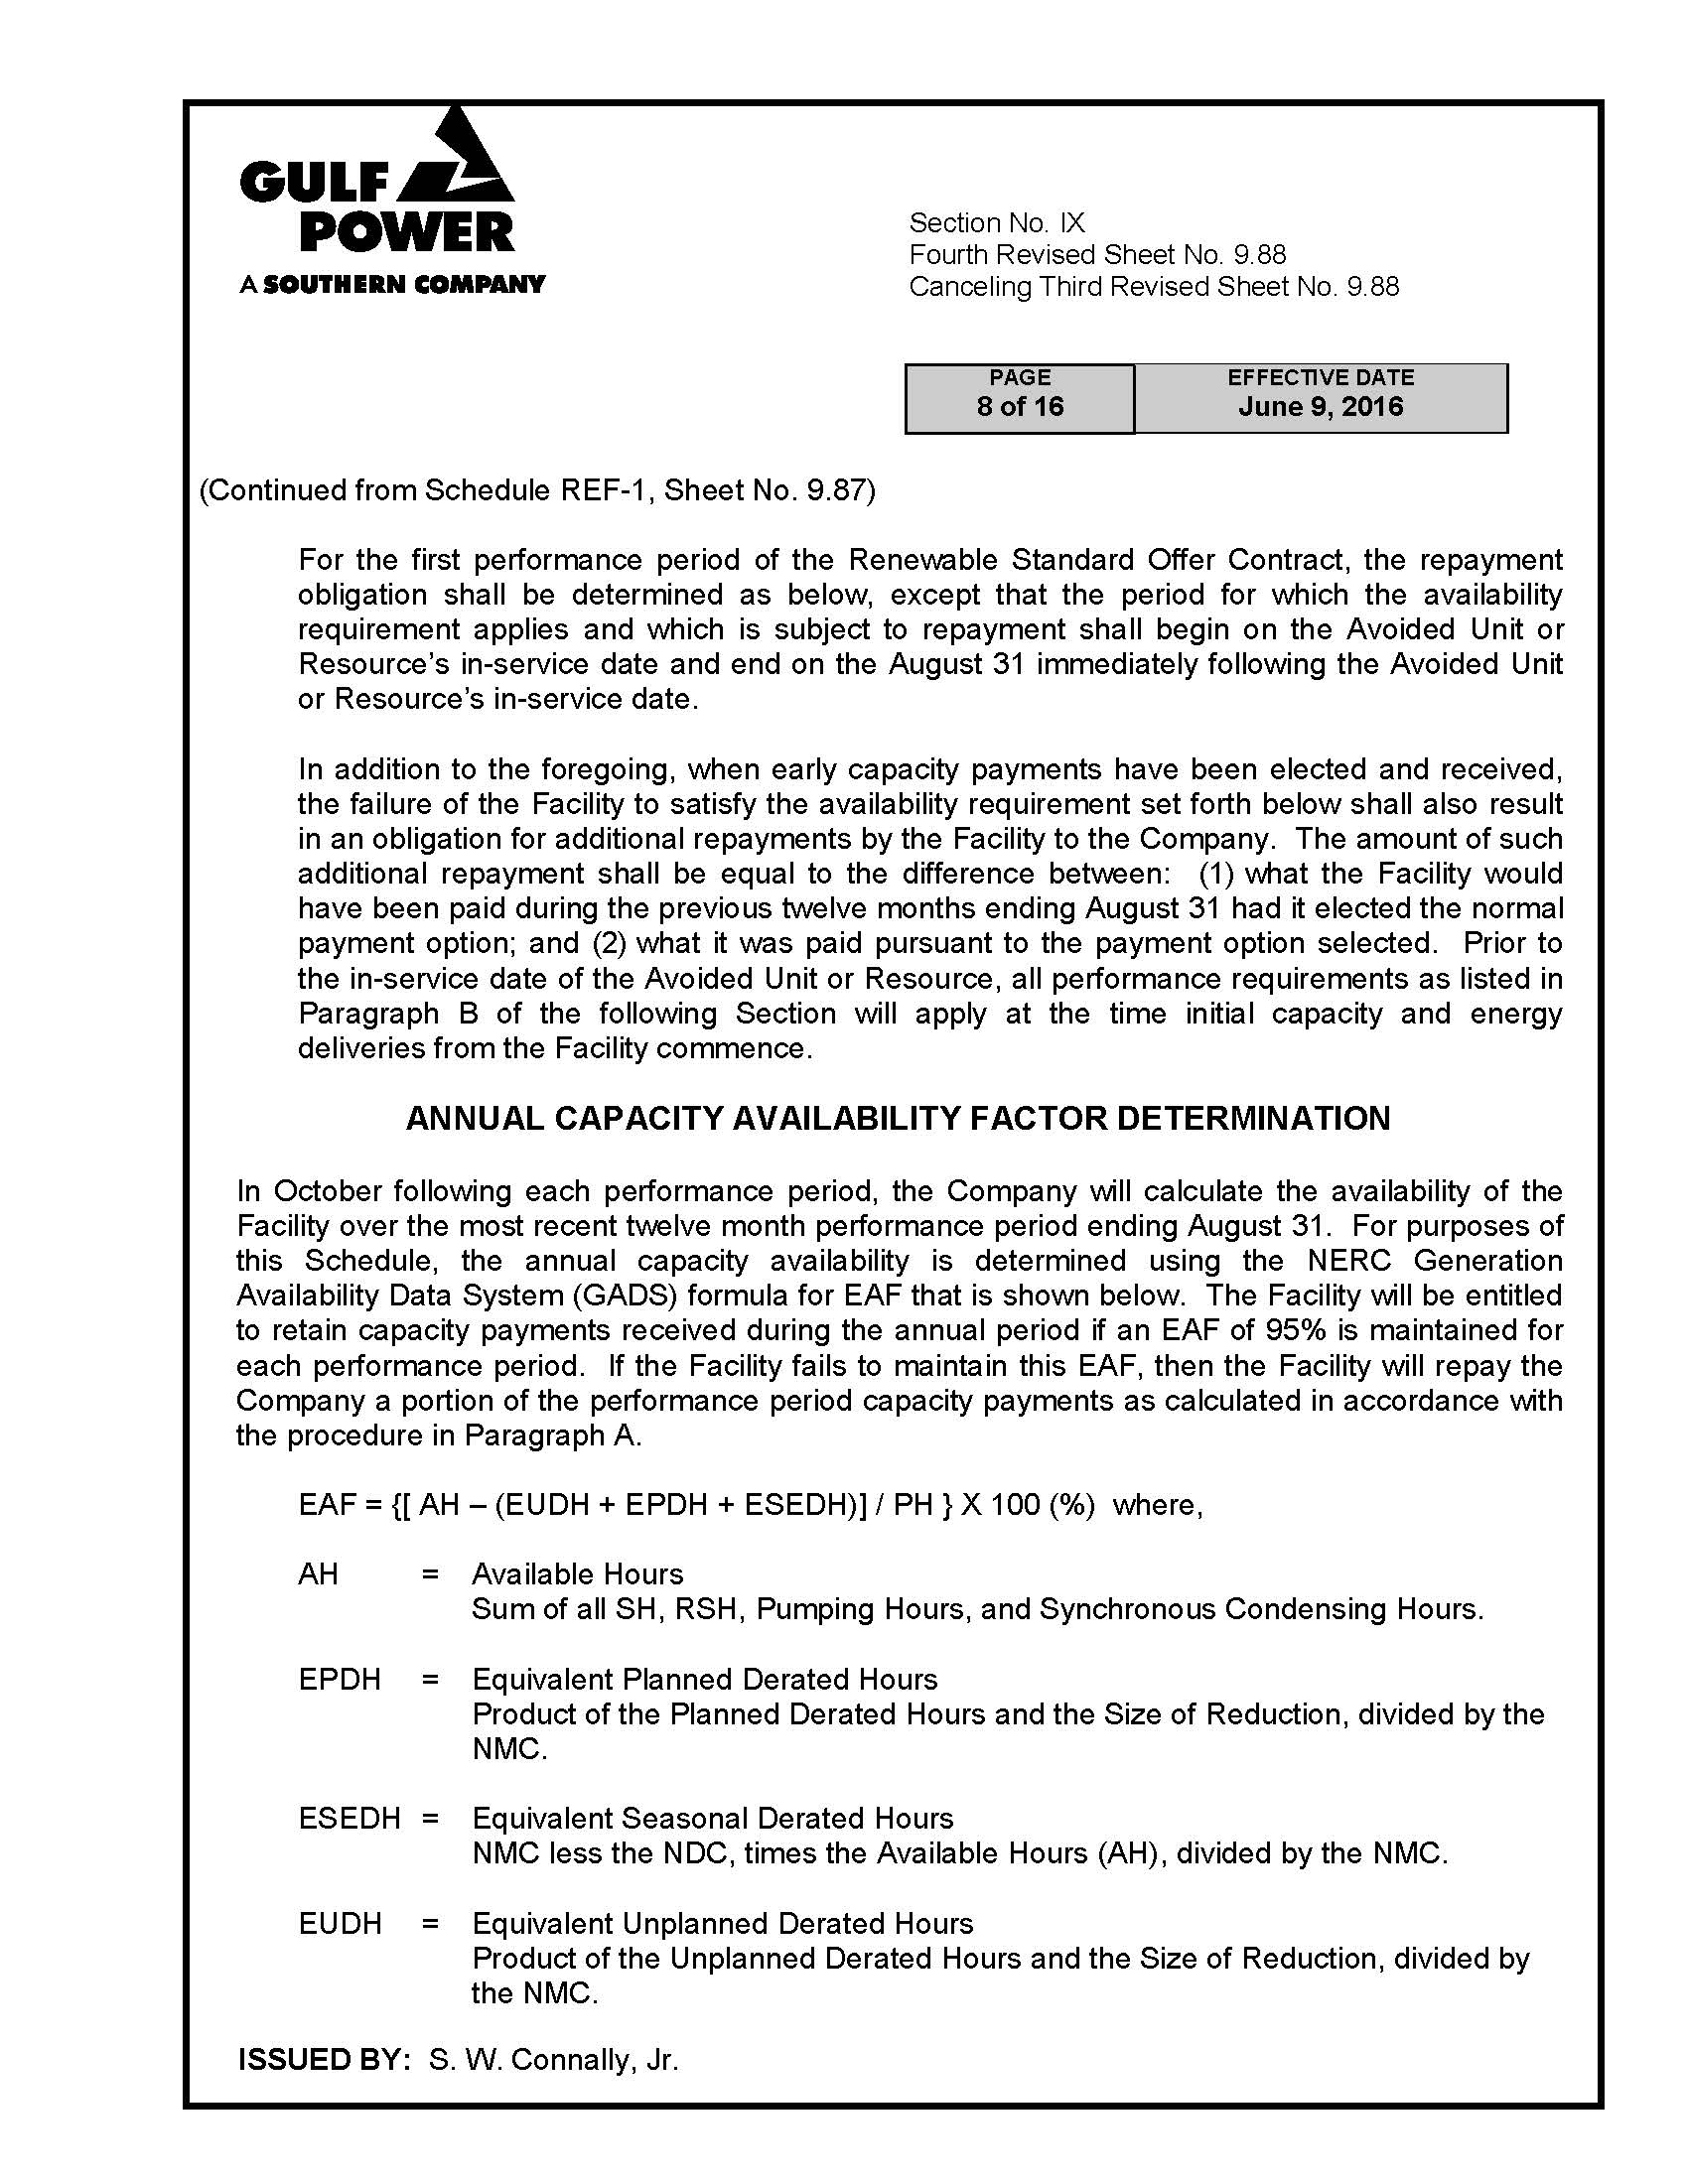 GULF
POWER
A SOUTHERN COMPANY
Section No. IX
Fourth Revised Sheet No. 9.88
Canceling Third Revised Sheet No. 9.88
PAGE
8 of 16
EFFECTIVE DATE
June 9, 2016
(Continued from Schedule REF-1, Sheet No. 9.87)
For the first performance period of the Renewable Standard Offer Contract, the repayment
obligation shall be determined as below, except that the period for which the availability
requirement applies and which is subject to repayment shall begin on the Avoided Unit or
Resource’s in-service date and end on the August 31 immediately following the Avoided Unit
or Resource’s in-service date.
In addition to the foregoing, when early capacity payments have been elected and received,
the failure of the Facility to satisfy the availability requirement set forth below shall also result
in an obligation for additional repayments by the Facility to the Company. The amount of such
additional repayment shall be equal to the difference between: (1) what the Facility would
have been paid during the previous twelve months ending August 31 had it elected the normal
payment option; and (2) what it was paid pursuant to the payment option selected. Prior to
the in-service date of the Avoided Unit or Resource, all performance requirements as listed in
Paragraph B of the following Section will apply at the time initial capacity and energy
deliveries from the Facility commence.
ANNUAL CAPACITY AVAILABILITY FACTOR DETERMINATION
In October following each performance period, the Company will calculate the availability of the
Facility over the most recent twelve month performance period ending August 31. For purposes of
this Schedule, the annual capacity availability is determined using the NERC Generation
Availability Data System (GADS) formula for EAF that is shown below. The Facility will be entitled
to retain capacity payments received during the annual period if an EAF of 95% is maintained for
each performance period. If the Facility fails to maintain this EAF, then the Facility will repay the
Company a portion of the performance period capacity payments as calculated in accordance with
the procedure in Paragraph A.
EAF = {[ AH – (EUDH + EPDH + ESEDH)] / PH } X 100 (%) where,
AH = Available Hours
Sum of all SH, RSH, Pumping Hours, and Synchronous Condensing Hours.
EPDH = Equivalent Planned Derated Hours
Product of the Planned Derated Hours and the Size of Reduction, divided by the
NMC.
ESEDH = Equivalent Seasonal Derated Hours
NMC less the NDC, times the Available Hours (AH), divided by the NMC.
EUDH = Equivalent Unplanned Derated Hours
Product of the Unplanned Derated Hours and the Size of Reduction, divided by
the NMC.
ISSUED BY: S. W. Connally, Jr.